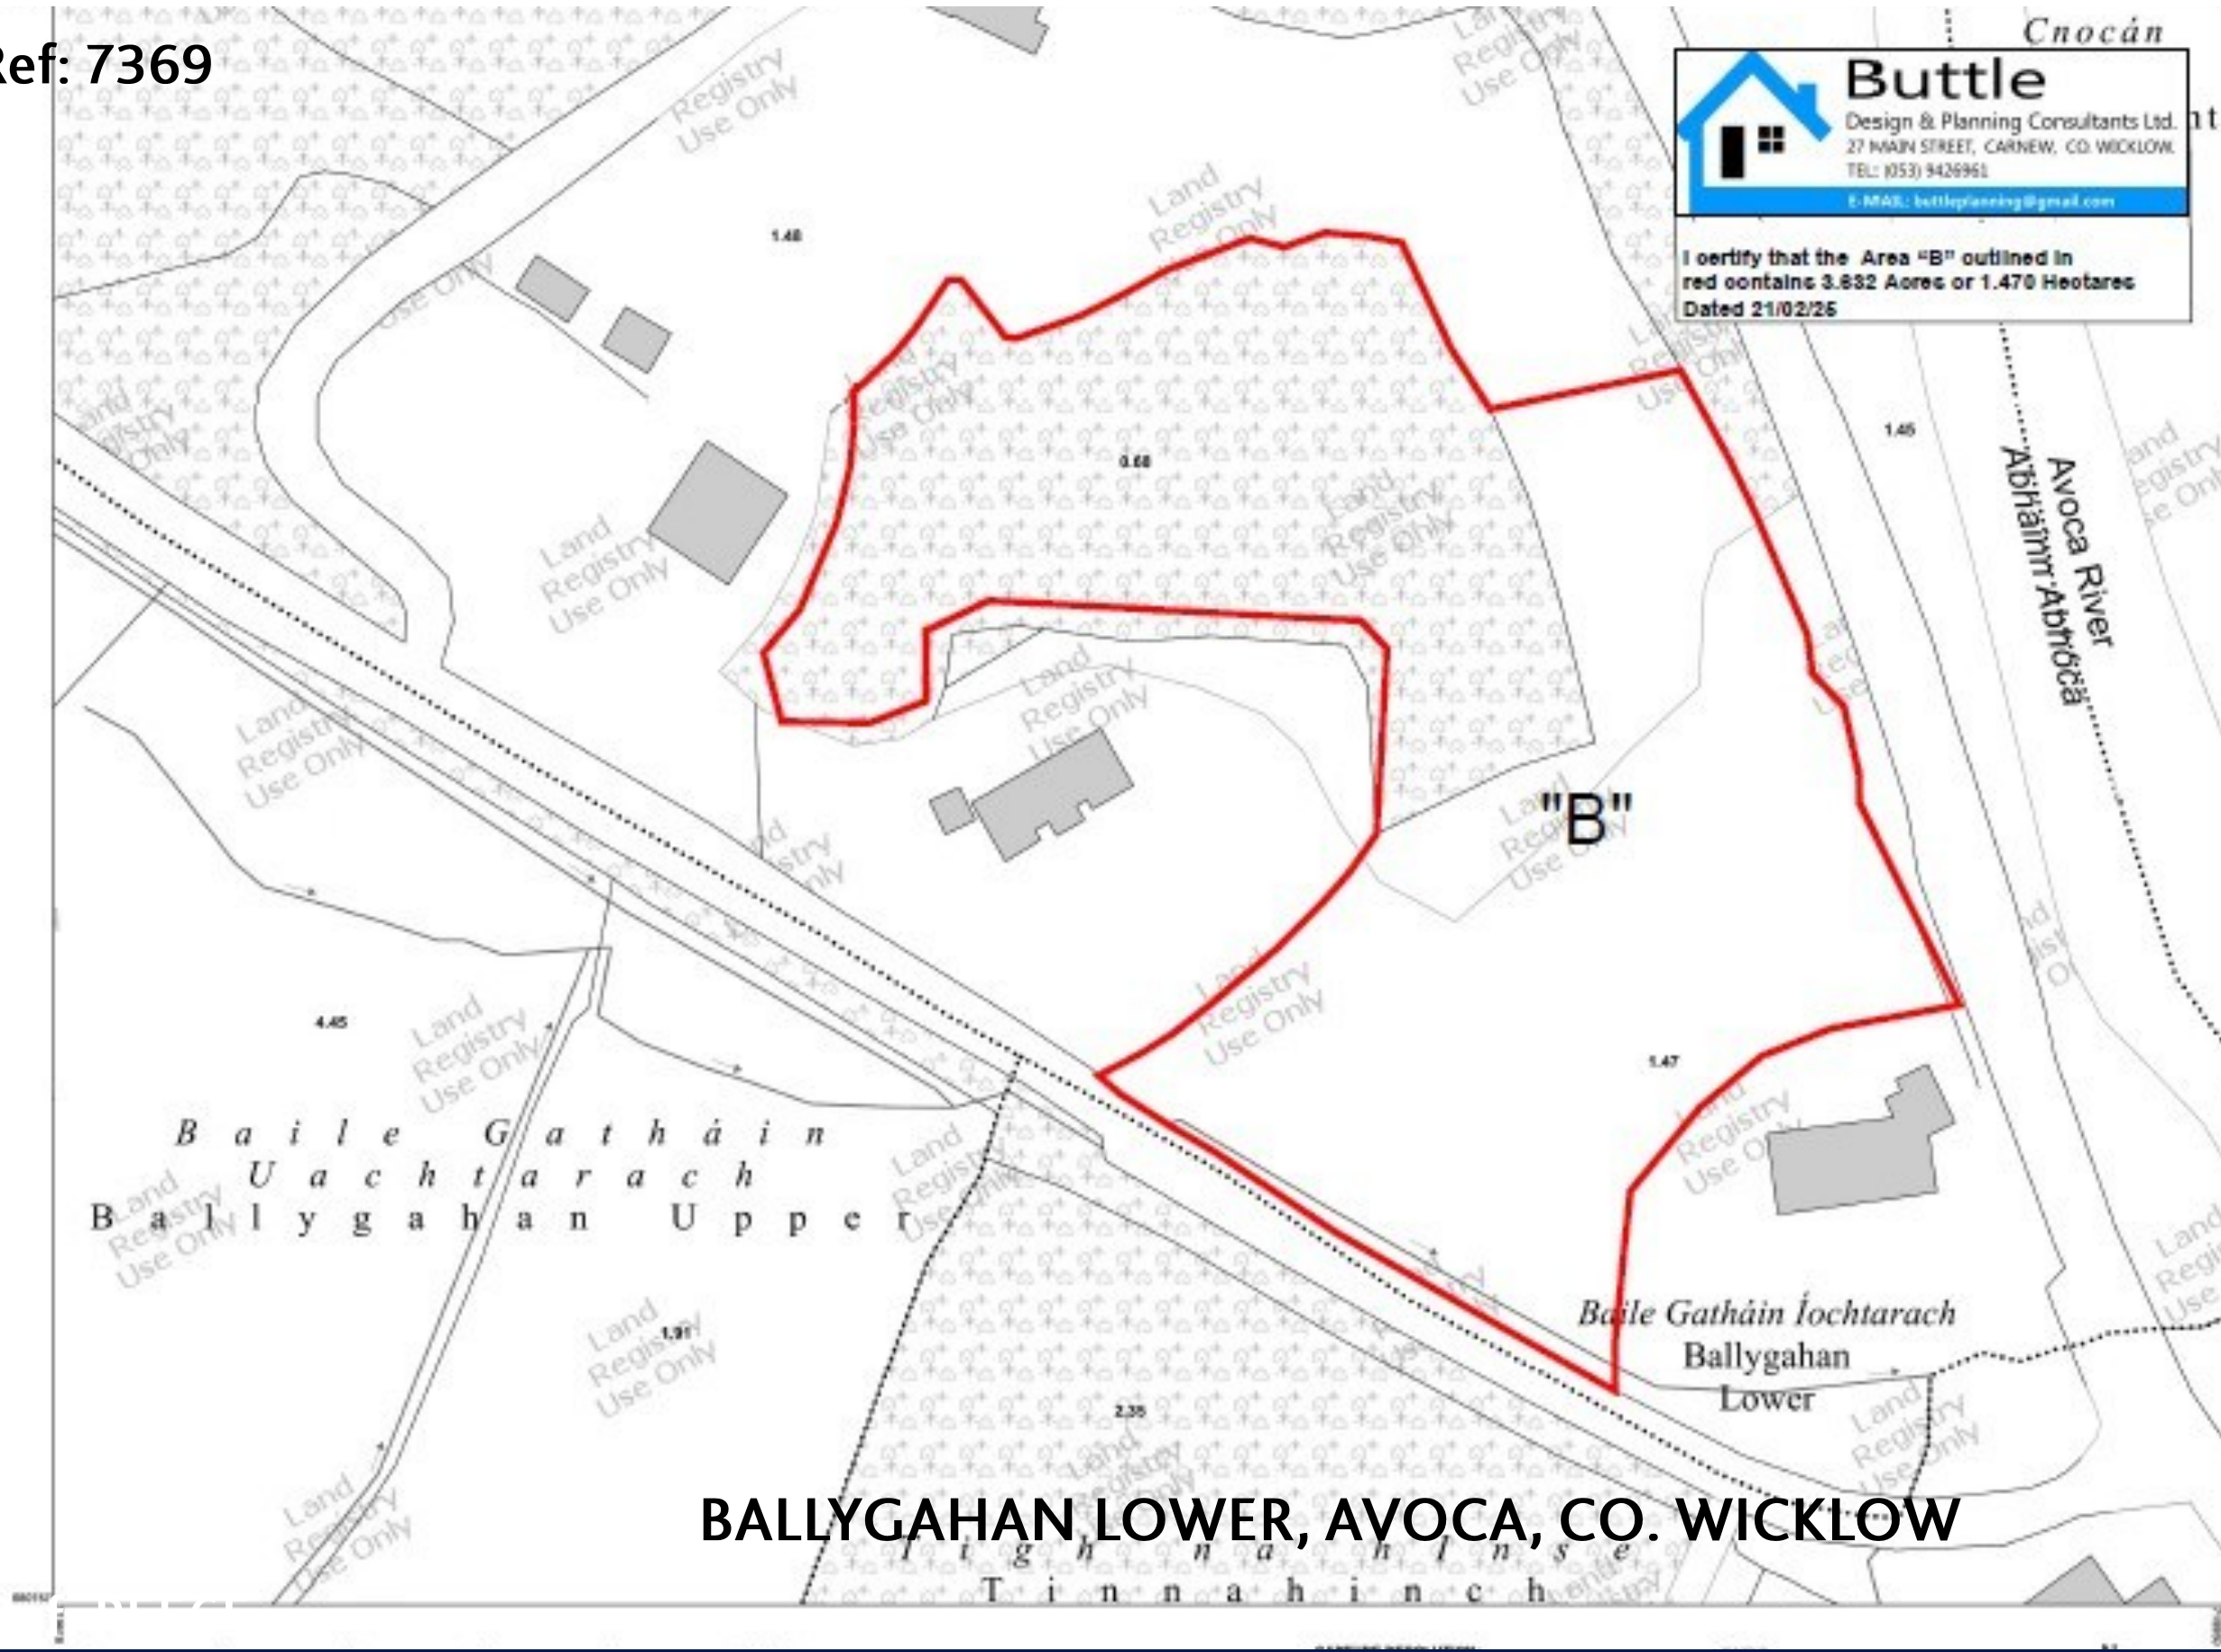 Ref: 7369
Cnocán
Buttle
Design & Planning Consultants Ltd.
27 MAIN STREET, CARNEW, CO. WICKLOW.
TEL: (053) 9426961
E-MAIL: buttleplanning@gmail.com
I certify that the Area "B" outlined in
red contains 3.632 Acres or 1.470 Hectares
Dated 21/02/25
Land
Registry
Use Only
1.48
0.68
1.45
Avoca River
Abhainn Abhóca
"B"
4.45
1.47
Baile Gatháin
Uachtarach
Ballygahan Upper
1.91
Baile Gatháin Íochtarach
Ballygahan
Lower
2.35
BALLYGAHAN LOWER, AVOCA, CO. WICKLOW
Tigh na hInse
Tinnahinch